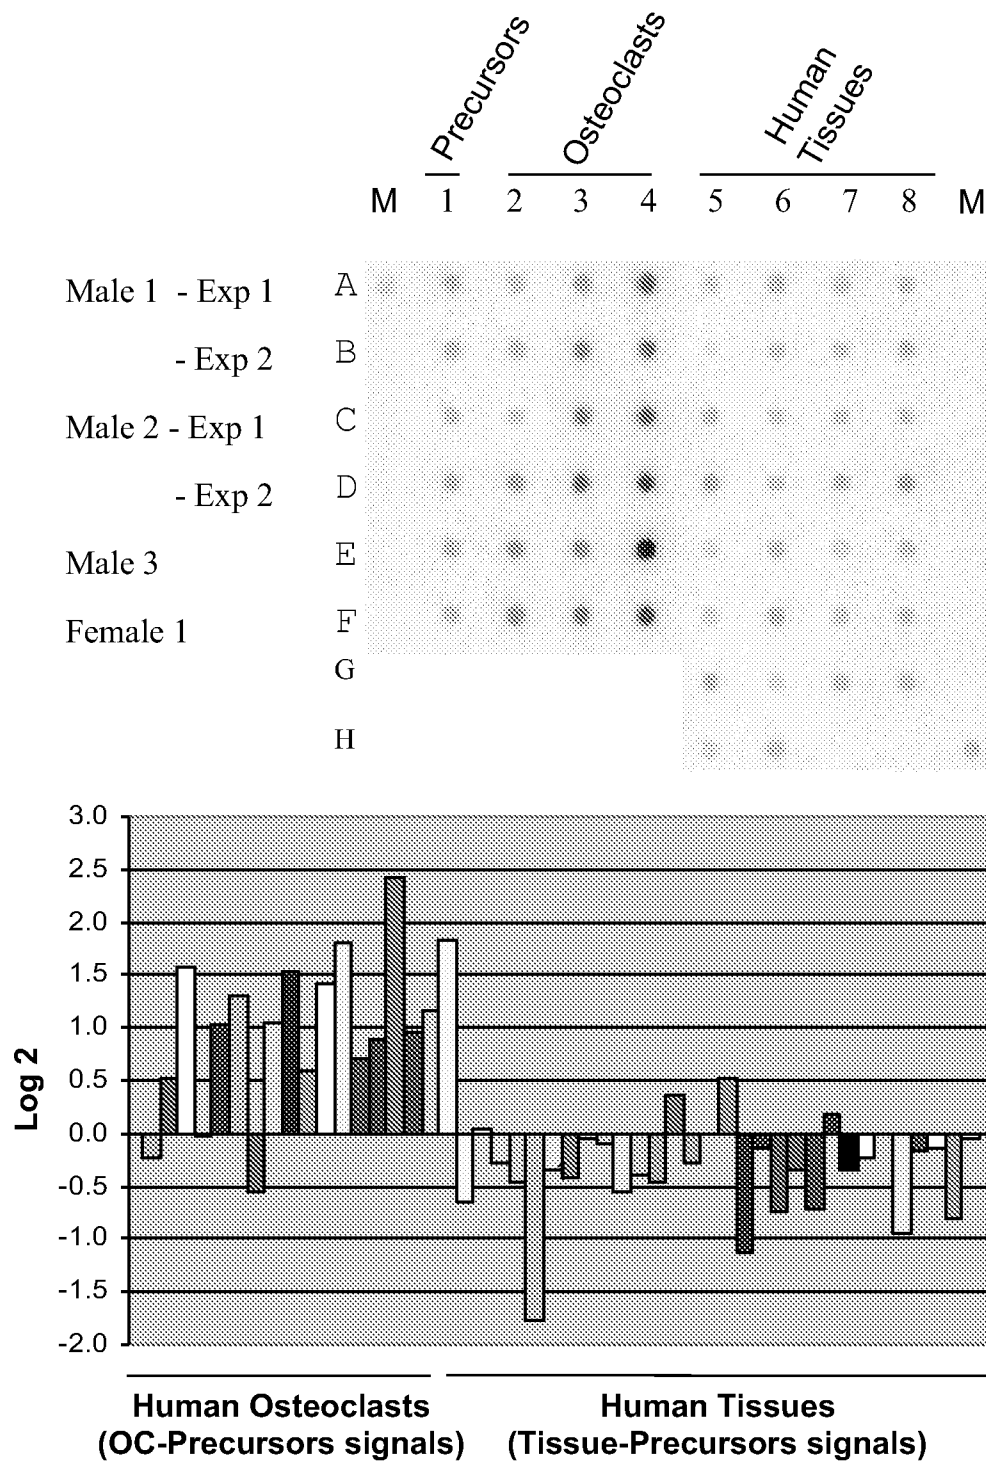 Precursors
Osteoclasts
Human
Tissues
M 1 2 3 4 5 6 7 8 M
Male 1 - Exp 1 A
- Exp 2 B
Male 2 - Exp 1 C
- Exp 2 D
Male 3 E
Female 1 F
G
H
3.0
2.5
2.0
1.5
1.0
0.5
0.0
-0.5
-1.0
-1.5
-2.0
Log 2
Human Osteoclasts
(OC-Precursors signals)
Human Tissues
(Tissue-Precursors signals)